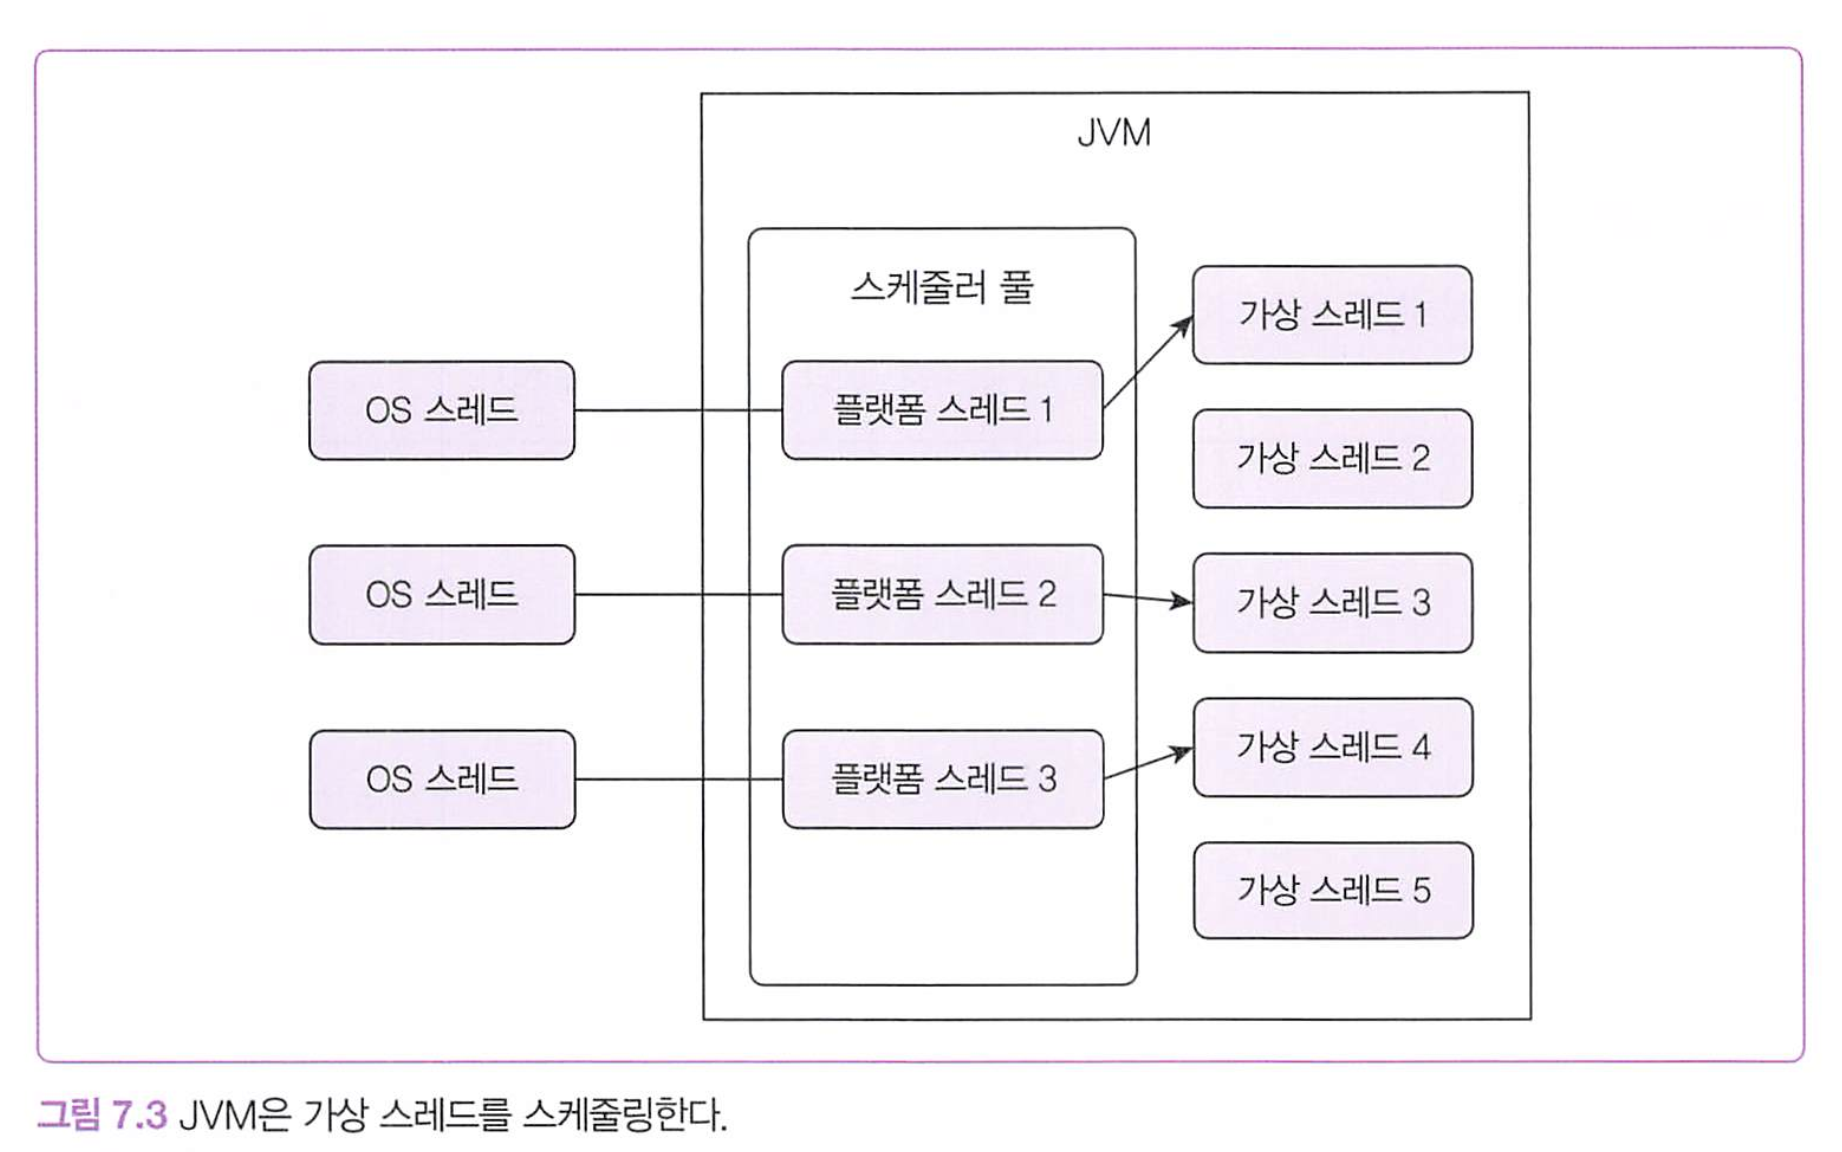 JVM
스케줄러 풀
OS 스레드
플랫폼 스레드 1
가상 스레드 1
가상 스레드 2
OS 스레드
플랫폼 스레드 2
가상 스레드 3
OS 스레드
플랫폼 스레드 3
가상 스레드 4
가상 스레드 5
그림 7.3 JVM은 가상 스레드를 스케줄링한다.